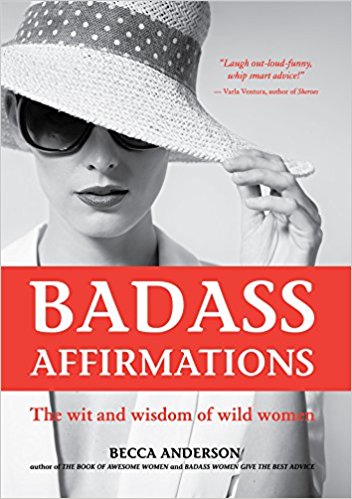 "Laugh out-loud-funny,
whip smart advice!"
— Varla Ventura, author of Sheroes
BADASS
AFFIRMATIONS
The wit and wisdom of wild women
BECCA ANDERSON
author of THE BOOK OF AWESOME WOMEN and BADASS WOMEN GIVE THE BEST ADVICE